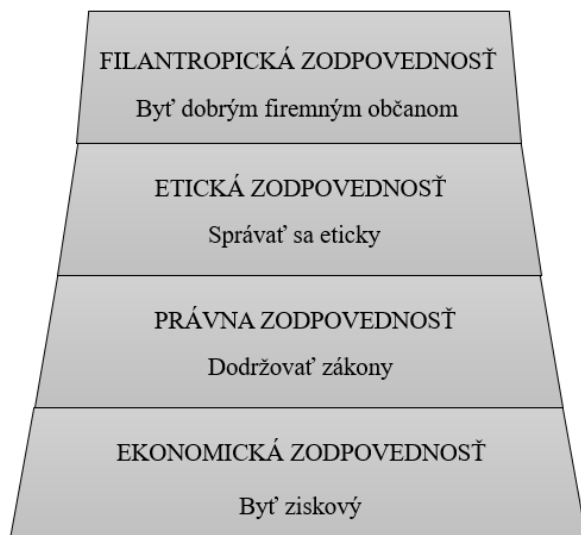 FILANTROPICKÁ ZODPOVEDNOSŤ
Byť dobrým firemným občanom
ETICKÁ ZODPOVEDNOSŤ
Správať sa eticky
PRÁVNA ZODPOVEDNOSŤ
Dodržovať zákony
EKONOMICKÁ ZODPOVEDNOSŤ
Byť ziskový